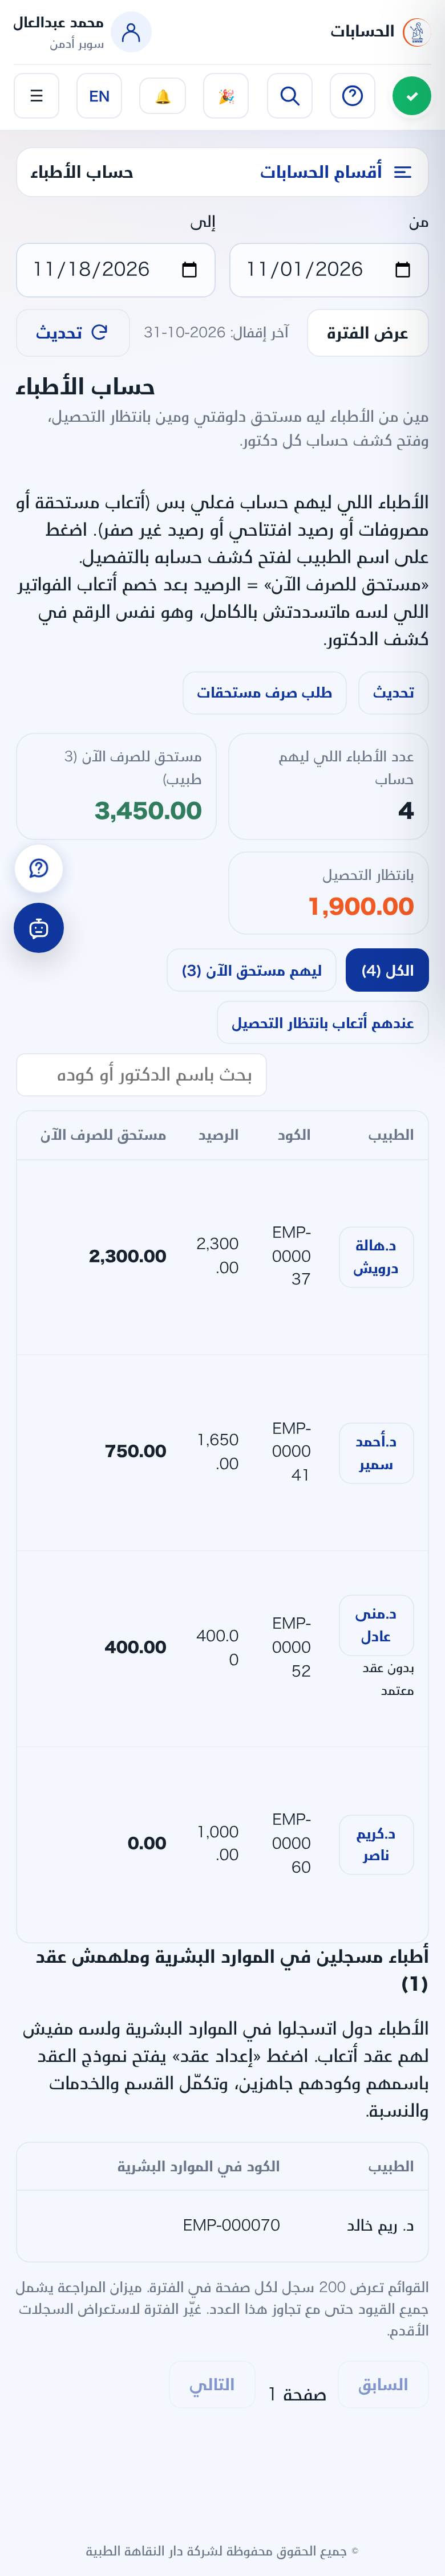 الحسابات
محمد عبدالعال
سوبر أدمن
EN
أقسام الحسابات
حساب الأطباء
من
إلى
11/01/2026
11/18/2026
عرض الفترة
آخر إقفال: 2026-10-31
تحديث
حساب الأطباء
مين من الأطباء ليه مستحق دلوقتي ومين بانتظار التحصيل،
وفتح كشف حساب كل دكتور.
الأطباء اللي ليهم حساب فعلي بس (أتعاب مستحقة أو
مصروفات أو رصيد افتتاحي أو رصيد غير صفر). اضغط
على اسم الطبيب لفتح كشف حسابه بالتفصيل.
«مستحق للصرف الآن» = الرصيد بعد خصم أتعاب الفواتير
اللي لسه ماتسددتش بالكامل، وهو نفس الرقم في
كشف الدكتور.
تحديث
طلب صرف مستحقات
عدد الأطباء اللي ليهم
حساب
4
مستحق للصرف الآن (3
طبيب)
3,450.00
بانتظار التحصيل
1,900.00
الكل (4)
ليهم مستحق الآن (3)
عندهم أتعاب بانتظار التحصيل
بحث باسم الدكتور أو كوده
الطبيب
الكود
الرصيد
مستحق للصرف الآن
د.هالة
درويش
EMP-
0000
37
2,300
.00
2,300.00
د.أحمد
سمير
EMP-
0000
41
1,650
.00
750.00
د.منى
عادل
بدون عقد
معتمد
EMP-
0000
52
400.0
0
400.00
د.كريم
ناصر
EMP-
0000
60
1,000
.00
0.00
أطباء مسجلين في الموارد البشرية وملهمش عقد
(1)
الأطباء دول اتسجلوا في الموارد البشرية ولسه مفيش
لهم عقد أتعاب. اضغط «إعداد عقد» يفتح نموذج العقد
باسمهم وكودهم جاهزين، وتكمّل القسم والخدمات
والنسبة.
الطبيب
الكود في الموارد البشرية
د. ريم خالد
EMP-000070
القوائم تعرض 200 سجل لكل صفحة في الفترة. ميزان المراجعة يشمل
جميع القيود حتى مع تجاوز هذا العدد. غيّر الفترة لاستعراض السجلات
الأقدم.
السابق
صفحة 1
التالي
© جميع الحقوق محفوظة لشركة دار النقاهة الطبية